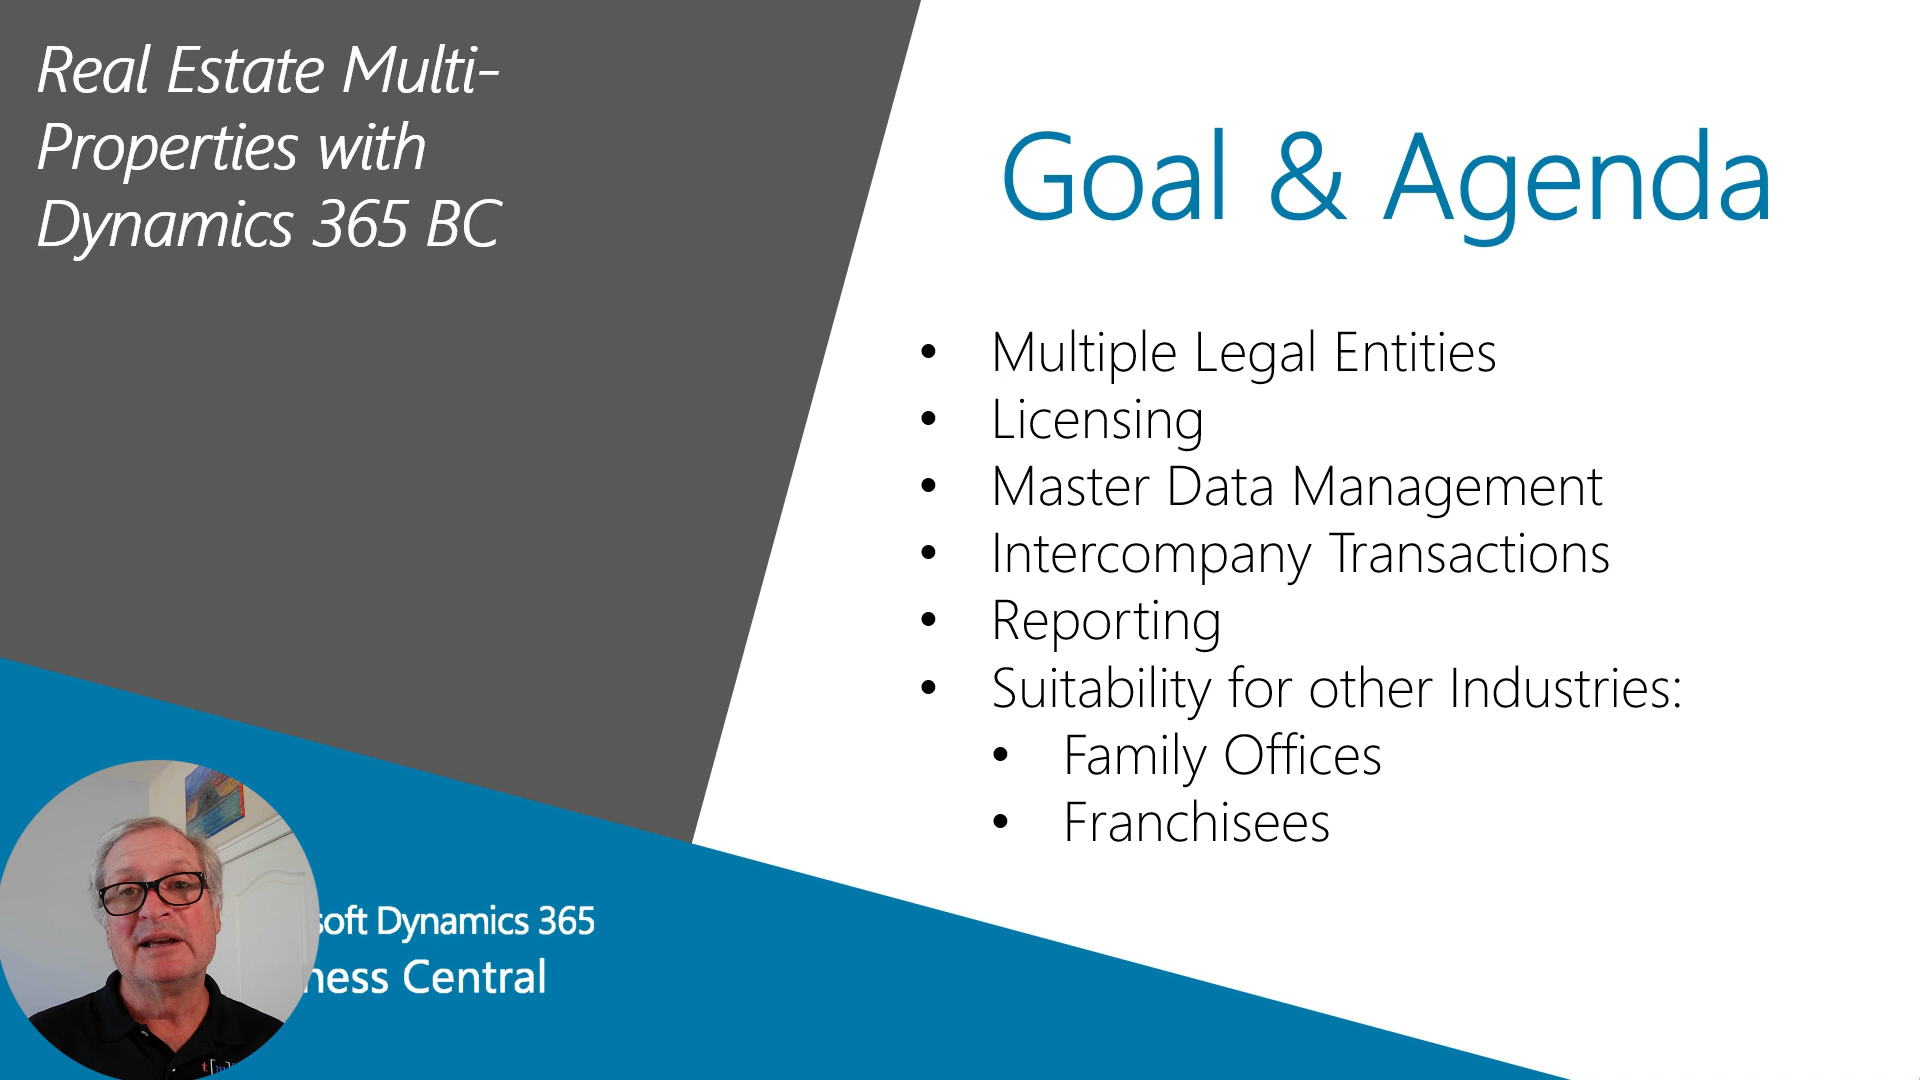 Real Estate Multi-
Properties with
Dynamics 365 BC
Goal & Agenda
• Multiple Legal Entities
• Licensing
• Master Data Management
• Intercompany Transactions
• Reporting
• Suitability for other Industries:
• Family Offices
• Franchisees
soft Dynamics 365
ness Central